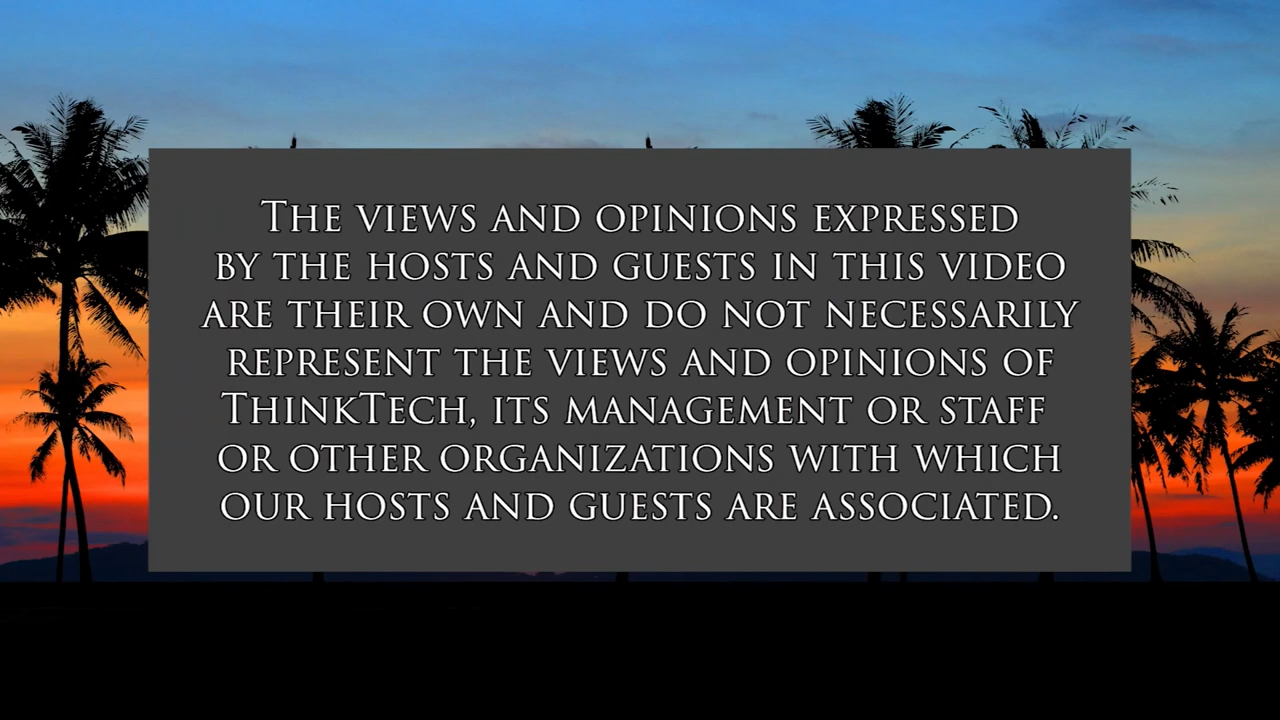 The views and opinions expressed
by the hosts and guests in this video
are their own and do not necessarily
represent the views and opinions of
ThinkTech, its management or staff
or other organizations with which
our hosts and guests are associated.